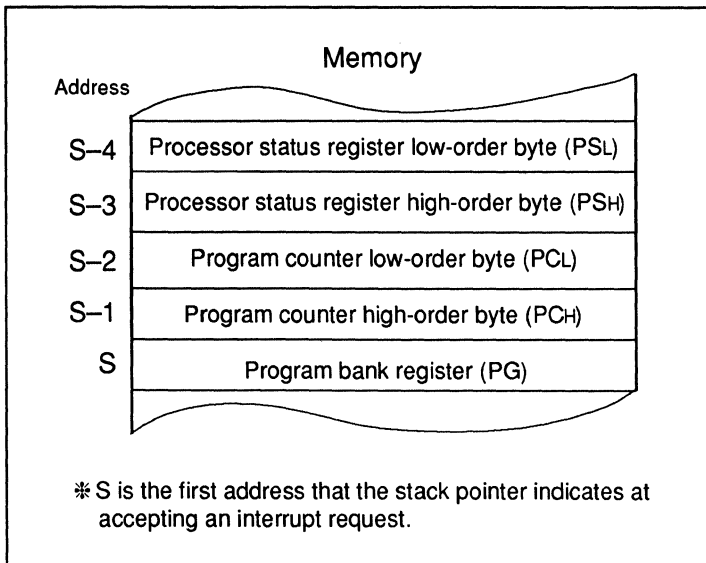 Memory
Address
S–4 Processor status register low-order byte (PSL)
S–3 Processor status register high-order byte (PSH)
S–2 Program counter low-order byte (PCL)
S–1 Program counter high-order byte (PCH)
S Program bank register (PG)
❋ S is the first address that the stack pointer indicates at
accepting an interrupt request.